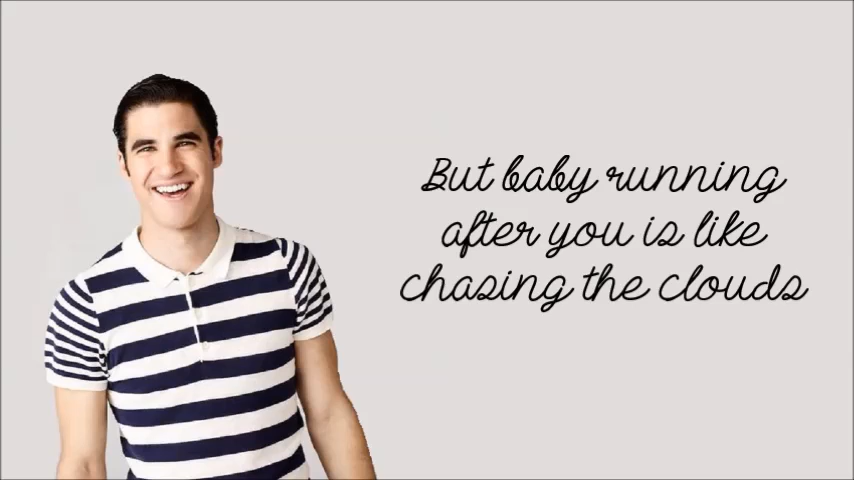 But baby running
after you is like
chasing the clouds